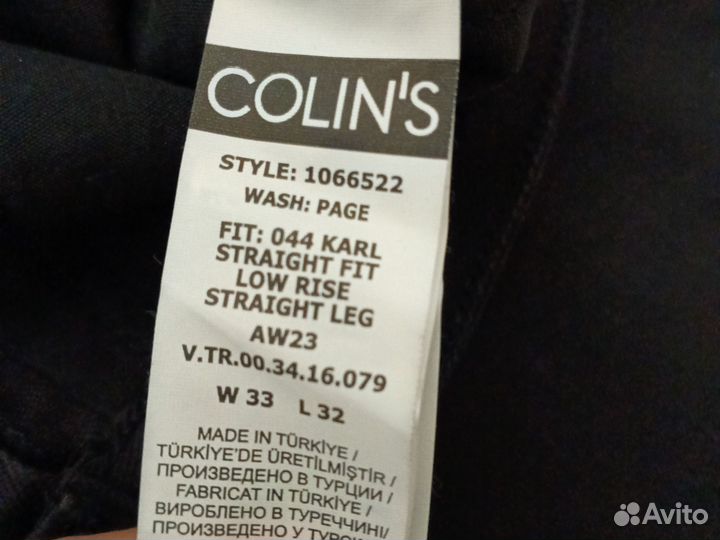 COLIN'S
STYLE: 1066522
WASH: PAGE
FIT: 044 KARL
STRAIGHT FIT
LOW RISE
STRAIGHT LEG
AW23
V.TR.00.34.16.079
W 33 L 32
MADE IN TÜRKİYE /
TÜRKİYE'DE ÜRETİLMİŞTİR /
ПРОИЗВЕДЕНО В ТУРЦИИ /
FABRICAT IN TÜRKİYE /
ВИРОБЛЕНО В ТУРЕЧЧИНІ/
ПРОИЗВЕДЕНО У
Avito